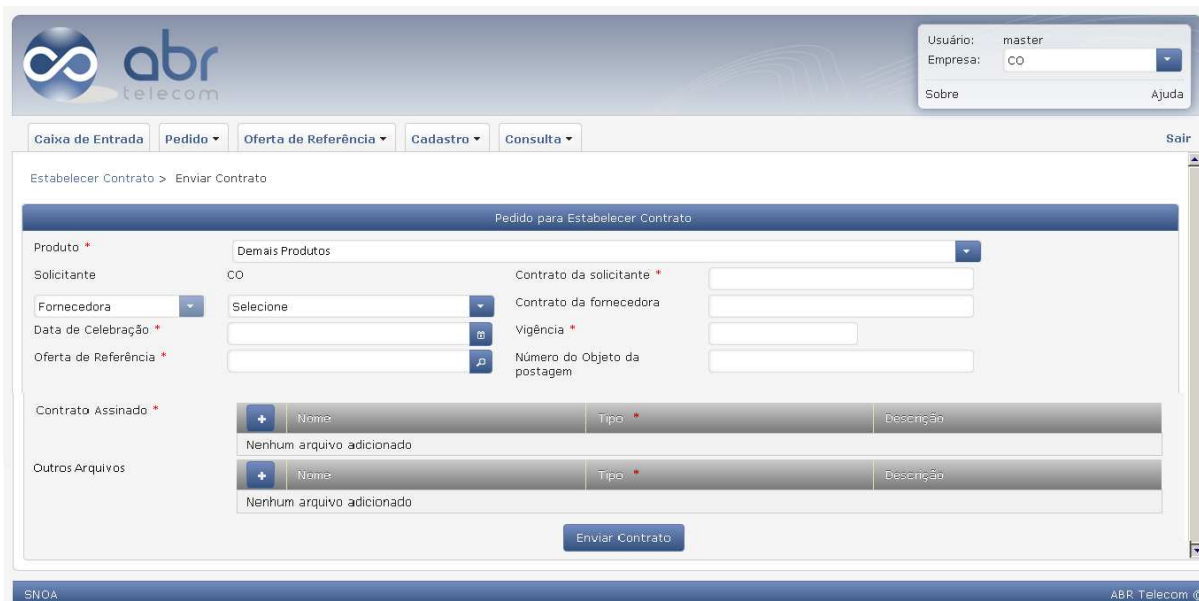 abr
telecom
Usuário: master
Empresa: CO
Sobre Ajuda
Caixa de Entrada Pedido Oferta de Referência Cadastro Consulta Sair
Estabelecer Contrato > Enviar Contrato
Pedido para Estabelecer Contrato
Produto * Demais Produtos
Solicitante CO Contrato da solicitante *
Fornecedora Selecione Contrato da fornecedora
Data de Celebração * Vigência *
Oferta de Referência * Número do Objeto da
postagem
Contrato Assinado * + Nome Tipo * Descrição
Nenhum arquivo adicionado
Outros Arquivos + Nome Tipo * Descrição
Nenhum arquivo adicionado
Enviar Contrato
SNOA ABR Telecom